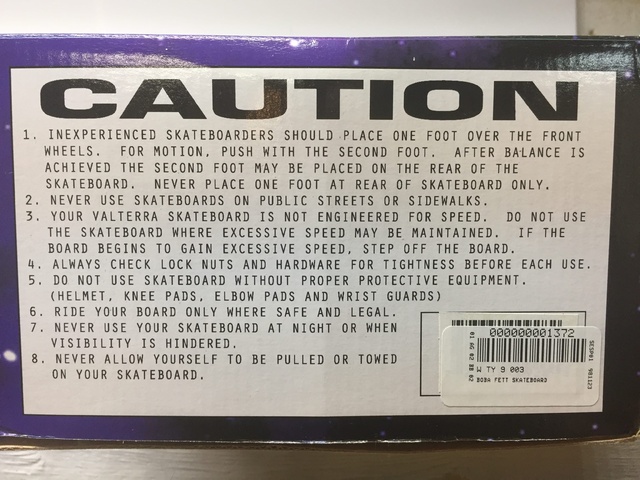 CAUTION
1. INEXPERIENCED SKATEBOARDERS SHOULD PLACE ONE FOOT OVER THE FRONT
WHEELS. FOR MOTION, PUSH WITH THE SECOND FOOT. AFTER BALANCE IS
ACHIEVED THE SECOND FOOT MAY BE PLACED ON THE REAR OF THE
SKATEBOARD. NEVER PLACE ONE FOOT AT REAR OF SKATEBOARD ONLY.
2. NEVER USE SKATEBOARDS ON PUBLIC STREETS OR SIDEWALKS.
3. YOUR VALTERRA SKATEBOARD IS NOT ENGINEERED FOR SPEED. DO NOT USE
THE SKATEBOARD WHERE EXCESSIVE SPEED MAY BE MAINTAINED. IF THE
BOARD BEGINS TO GAIN EXCESSIVE SPEED, STEP OFF THE BOARD.
4. ALWAYS CHECK LOCK NUTS AND HARDWARE FOR TIGHTNESS BEFORE EACH USE.
5. DO NOT USE SKATEBOARD WITHOUT PROPER PROTECTIVE EQUIPMENT.
(HELMET, KNEE PADS, ELBOW PADS AND WRIST GUARDS)
6. RIDE YOUR BOARD ONLY WHERE SAFE AND LEGAL.
7. NEVER USE YOUR SKATEBOARD AT NIGHT OR WHEN
VISIBILITY IS HINDERED.
8. NEVER ALLOW YOURSELF TO BE PULLED OR TOWED
ON YOUR SKATEBOARD.
000000001372
TY 9 003
BOBA FETT SKATEBOARD
981123